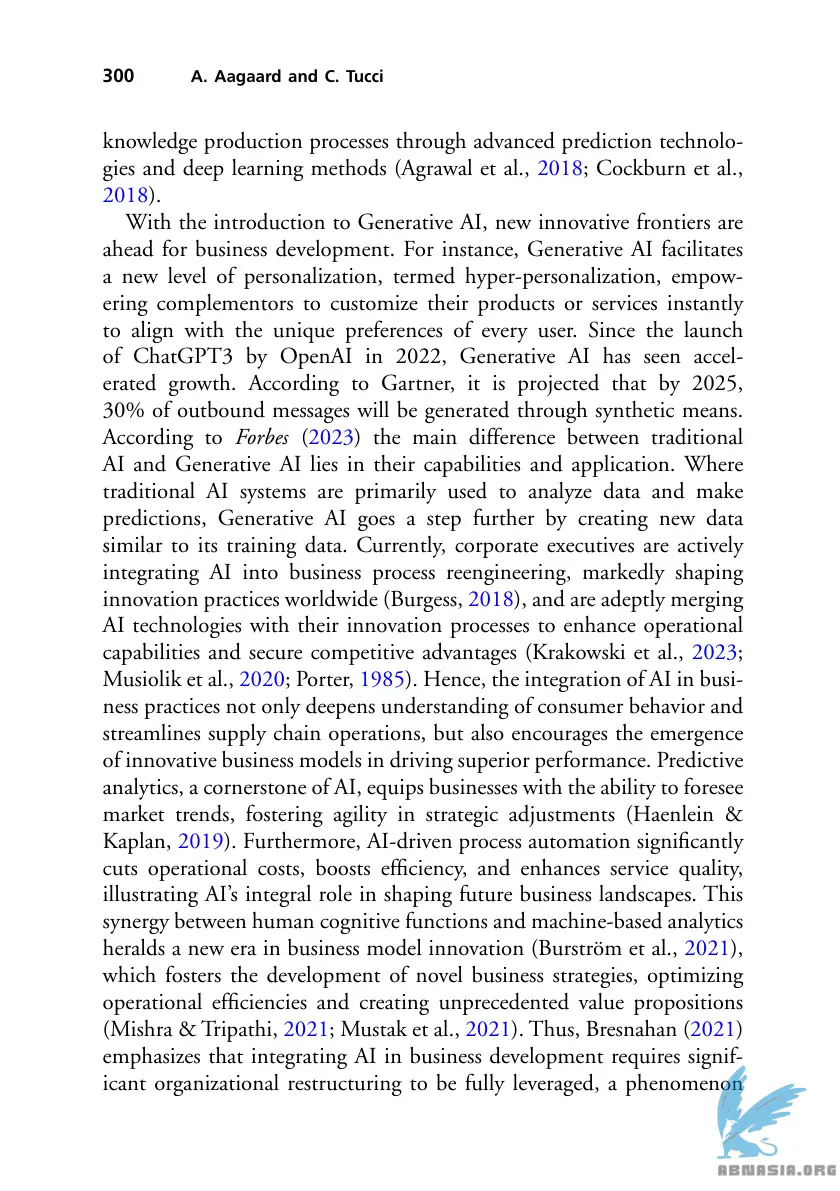 300 A. Aagaard and C. Tucci
knowledge production processes through advanced prediction technolo-
gies and deep learning methods (Agrawal et al., 2018; Cockburn et al.,
2018).
With the introduction to Generative AI, new innovative frontiers are
ahead for business development. For instance, Generative AI facilitates
a new level of personalization, termed hyper-personalization, empow-
ering complementors to customize their products or services instantly
to align with the unique preferences of every user. Since the launch
of ChatGPT3 by OpenAI in 2022, Generative AI has seen accel-
erated growth. According to Gartner, it is projected that by 2025,
30% of outbound messages will be generated through synthetic means.
According to Forbes (2023) the main difference between traditional
AI and Generative AI lies in their capabilities and application. Where
traditional AI systems are primarily used to analyze data and make
predictions, Generative AI goes a step further by creating new data
similar to its training data. Currently, corporate executives are actively
integrating AI into business process reengineering, markedly shaping
innovation practices worldwide (Burgess, 2018), and are adeptly merging
AI technologies with their innovation processes to enhance operational
capabilities and secure competitive advantages (Krakowski et al., 2023;
Musiolik et al., 2020; Porter, 1985). Hence, the integration of AI in busi-
ness practices not only deepens understanding of consumer behavior and
streamlines supply chain operations, but also encourages the emergence
of innovative business models in driving superior performance. Predictive
analytics, a cornerstone of AI, equips businesses with the ability to foresee
market trends, fostering agility in strategic adjustments (Haenlein &
Kaplan, 2019). Furthermore, AI-driven process automation significantly
cuts operational costs, boosts efficiency, and enhances service quality,
illustrating AI's integral role in shaping future business landscapes. This
synergy between human cognitive functions and machine-based analytics
heralds a new era in business model innovation (Burström et al., 2021),
which fosters the development of novel business strategies, optimizing
operational efficiencies and creating unprecedented value propositions
(Mishra & Tripathi, 2021; Mustak et al., 2021). Thus, Bresnahan (2021)
emphasizes that integrating AI in business development requires signif-
icant organizational restructuring to be fully leveraged, a phenomenon
ABNASIA.ORG